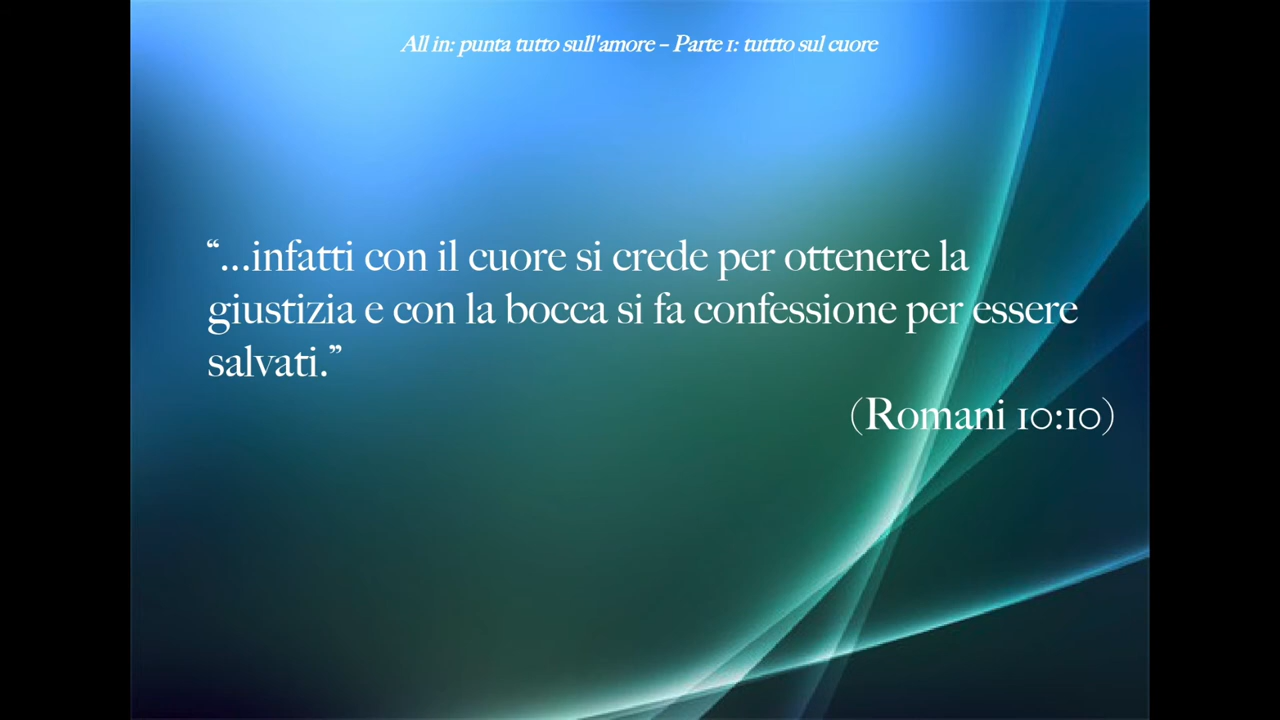 All in: punta tutto sull'amore – Parte 1: tuttto sul cuore
“...infatti con il cuore si crede per ottenere la
giustizia e con la bocca si fa confessione per essere
salvati.”
(Romani 10:10)